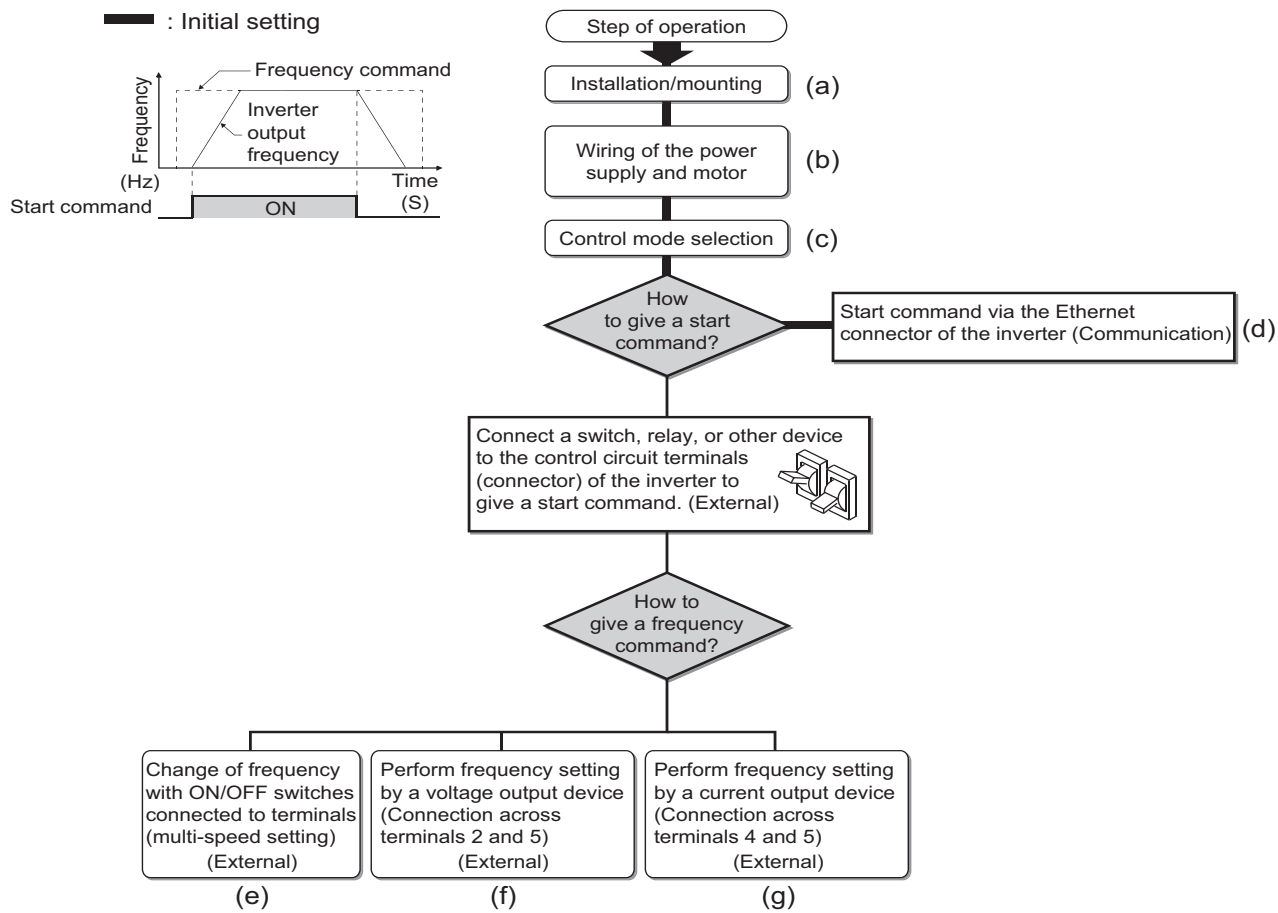 : Initial setting
Frequency command
Inverter
output
frequency
Frequency
(Hz)
Time
(S)
Start command
ON
Step of operation
Installation/mounting
(a)
Wiring of the power
supply and motor
(b)
Control mode selection
(c)
How
to give a start
command?
Start command via the Ethernet
connector of the inverter (Communication)
(d)
Connect a switch, relay, or other device
to the control circuit terminals
(connector) of the inverter to
give a start command. (External)
How to
give a frequency
command?
Change of frequency
with ON/OFF switches
connected to terminals
(multi-speed setting)
(External)
(e)
Perform frequency setting
by a voltage output device
(Connection across
terminals 2 and 5)
(External)
(f)
Perform frequency setting
by a current output device
(Connection across
terminals 4 and 5)
(External)
(g)